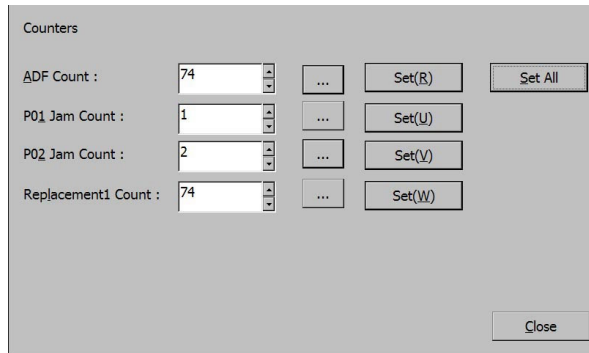 Counters
ADF Count : 74 ... Set(R) Set All
P01 Jam Count : 1 ... Set(U)
P02 Jam Count : 2 ... Set(V)
Replacement1 Count : 74 ... Set(W)
Close